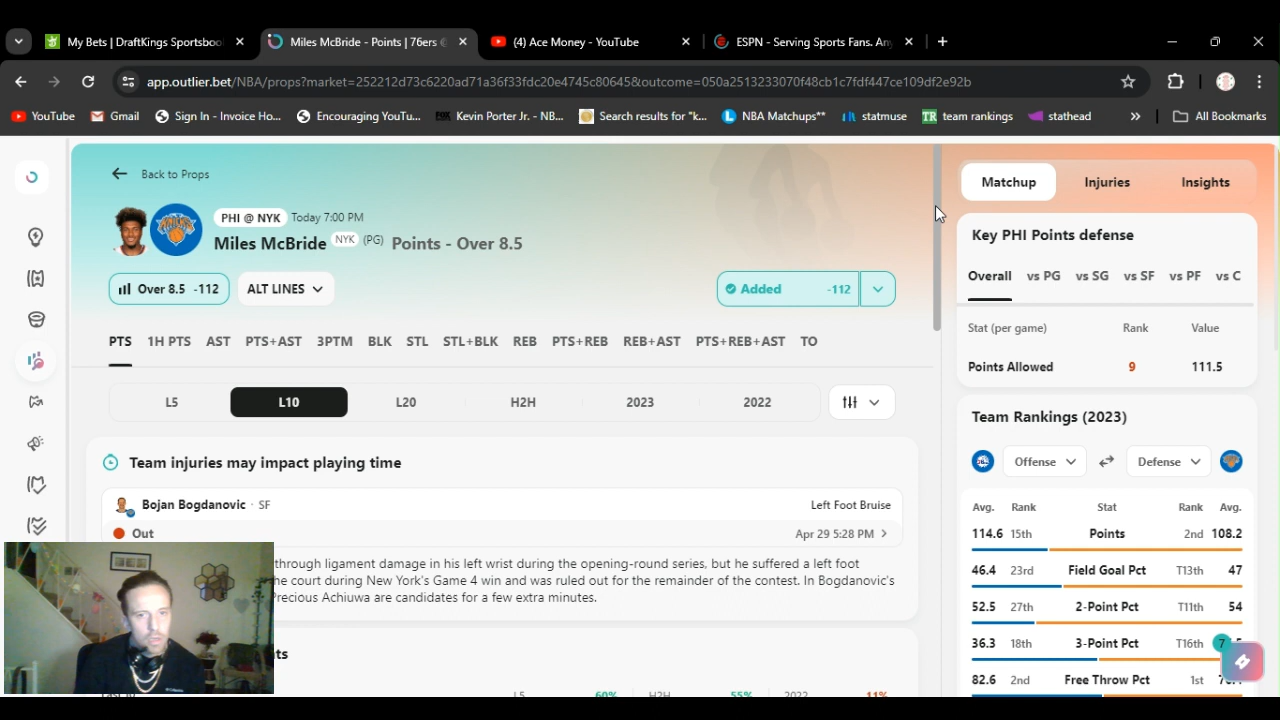 My Bets | DraftKings Sportsboo
Miles McBride - Points | 76ers
(4) Ace Money - YouTube
ESPN - Serving Sports Fans. An
app.outlier.bet/NBA/props?market=252212d73c6220ad71a36f33fdc20e4745c80645&outcome=050a2513233070f48cb1c7fdf447ce109df2e92b
YouTube
Gmail
Sign In - Invoice Ho...
Encouraging YouTu...
Kevin Porter Jr. - NB...
Search results for "k...
NBA Matchups**
statmuse
TR team rankings
stathead
All Bookmarks
Back to Props
PHI @ NYK Today 7:00 PM
Miles McBride NYK (PG) Points - Over 8.5
Over 8.5 -112 ALT LINES
Added -112
PTS 1H PTS AST PTS+AST 3PTM BLK STL STL+BLK REB PTS+REB REB+AST PTS+REB+AST TO
L5 L10 L20 H2H 2023 2022
Team injuries may impact playing time
Bojan Bogdanovic · SF Left Foot Bruise
Out Apr 29 5:28 PM
through ligament damage in his left wrist during the opening-round series, but he suffered a left foot
he court during New York's Game 4 win and was ruled out for the remainder of the contest. In Bogdanovic's
Precious Achiuwa are candidates for a few extra minutes.
L5 60% H2H 55% 2022 11%
Matchup Injuries Insights
Key PHI Points defense
Overall vs PG vs SG vs SF vs PF vs C
Stat (per game) Rank Value
Points Allowed 9 111.5
Team Rankings (2023)
Offense Defense
Avg. Rank Stat Rank Avg.
114.6 15th Points 2nd 108.2
46.4 23rd Field Goal Pct T13th 47
52.5 27th 2-Point Pct T11th 54
36.3 18th 3-Point Pct T16th
82.6 2nd Free Throw Pct 1st